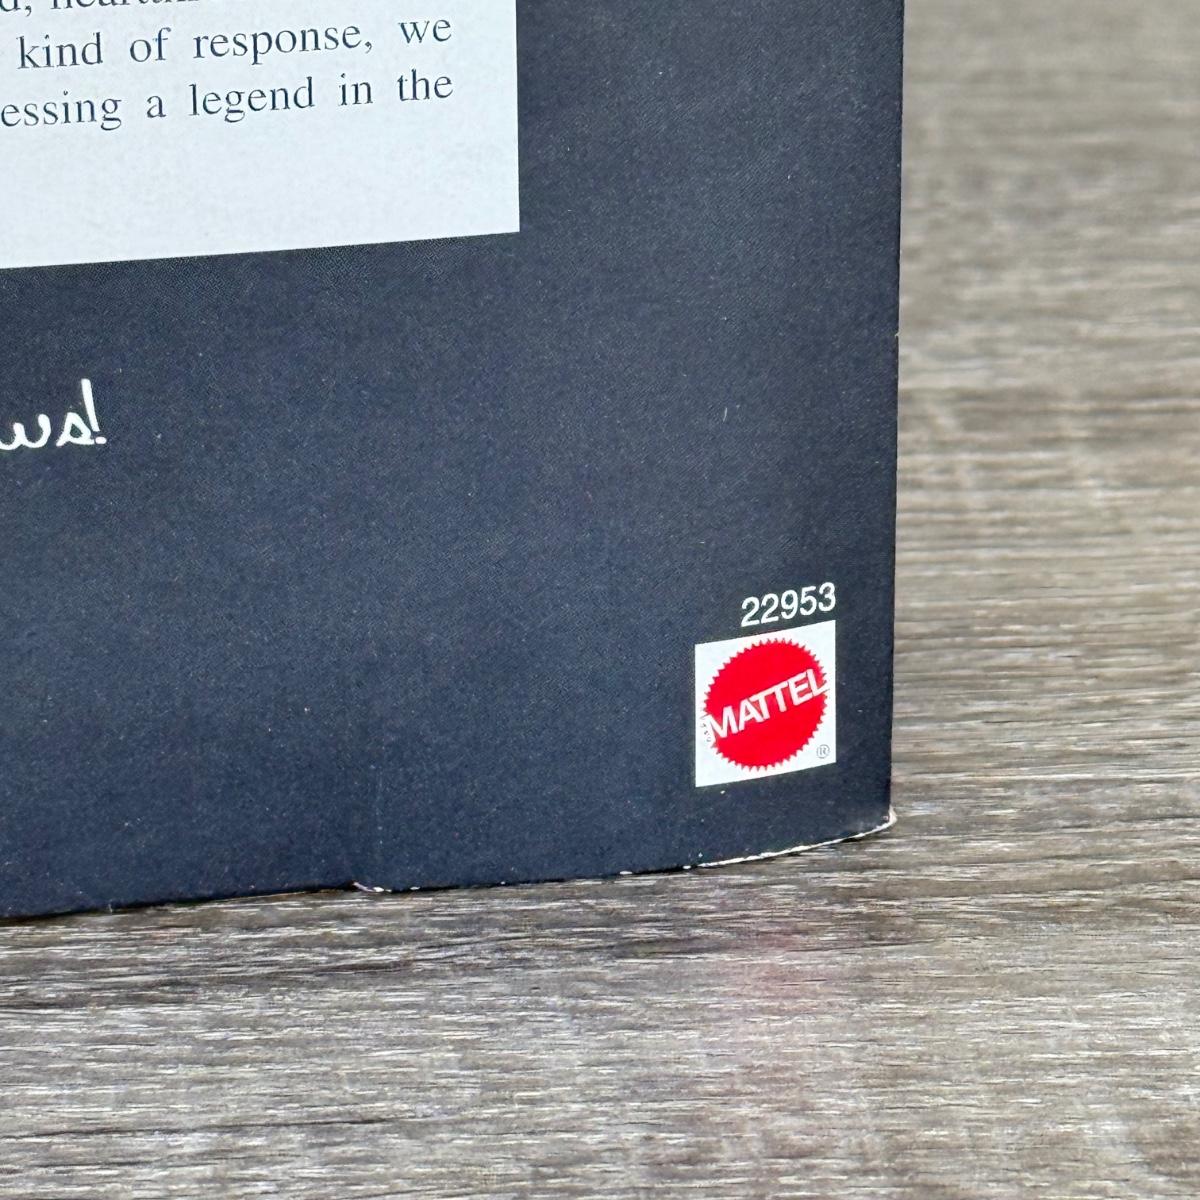 kind of response, we
essing a legend in the
ws!
22953
MATTEL
®